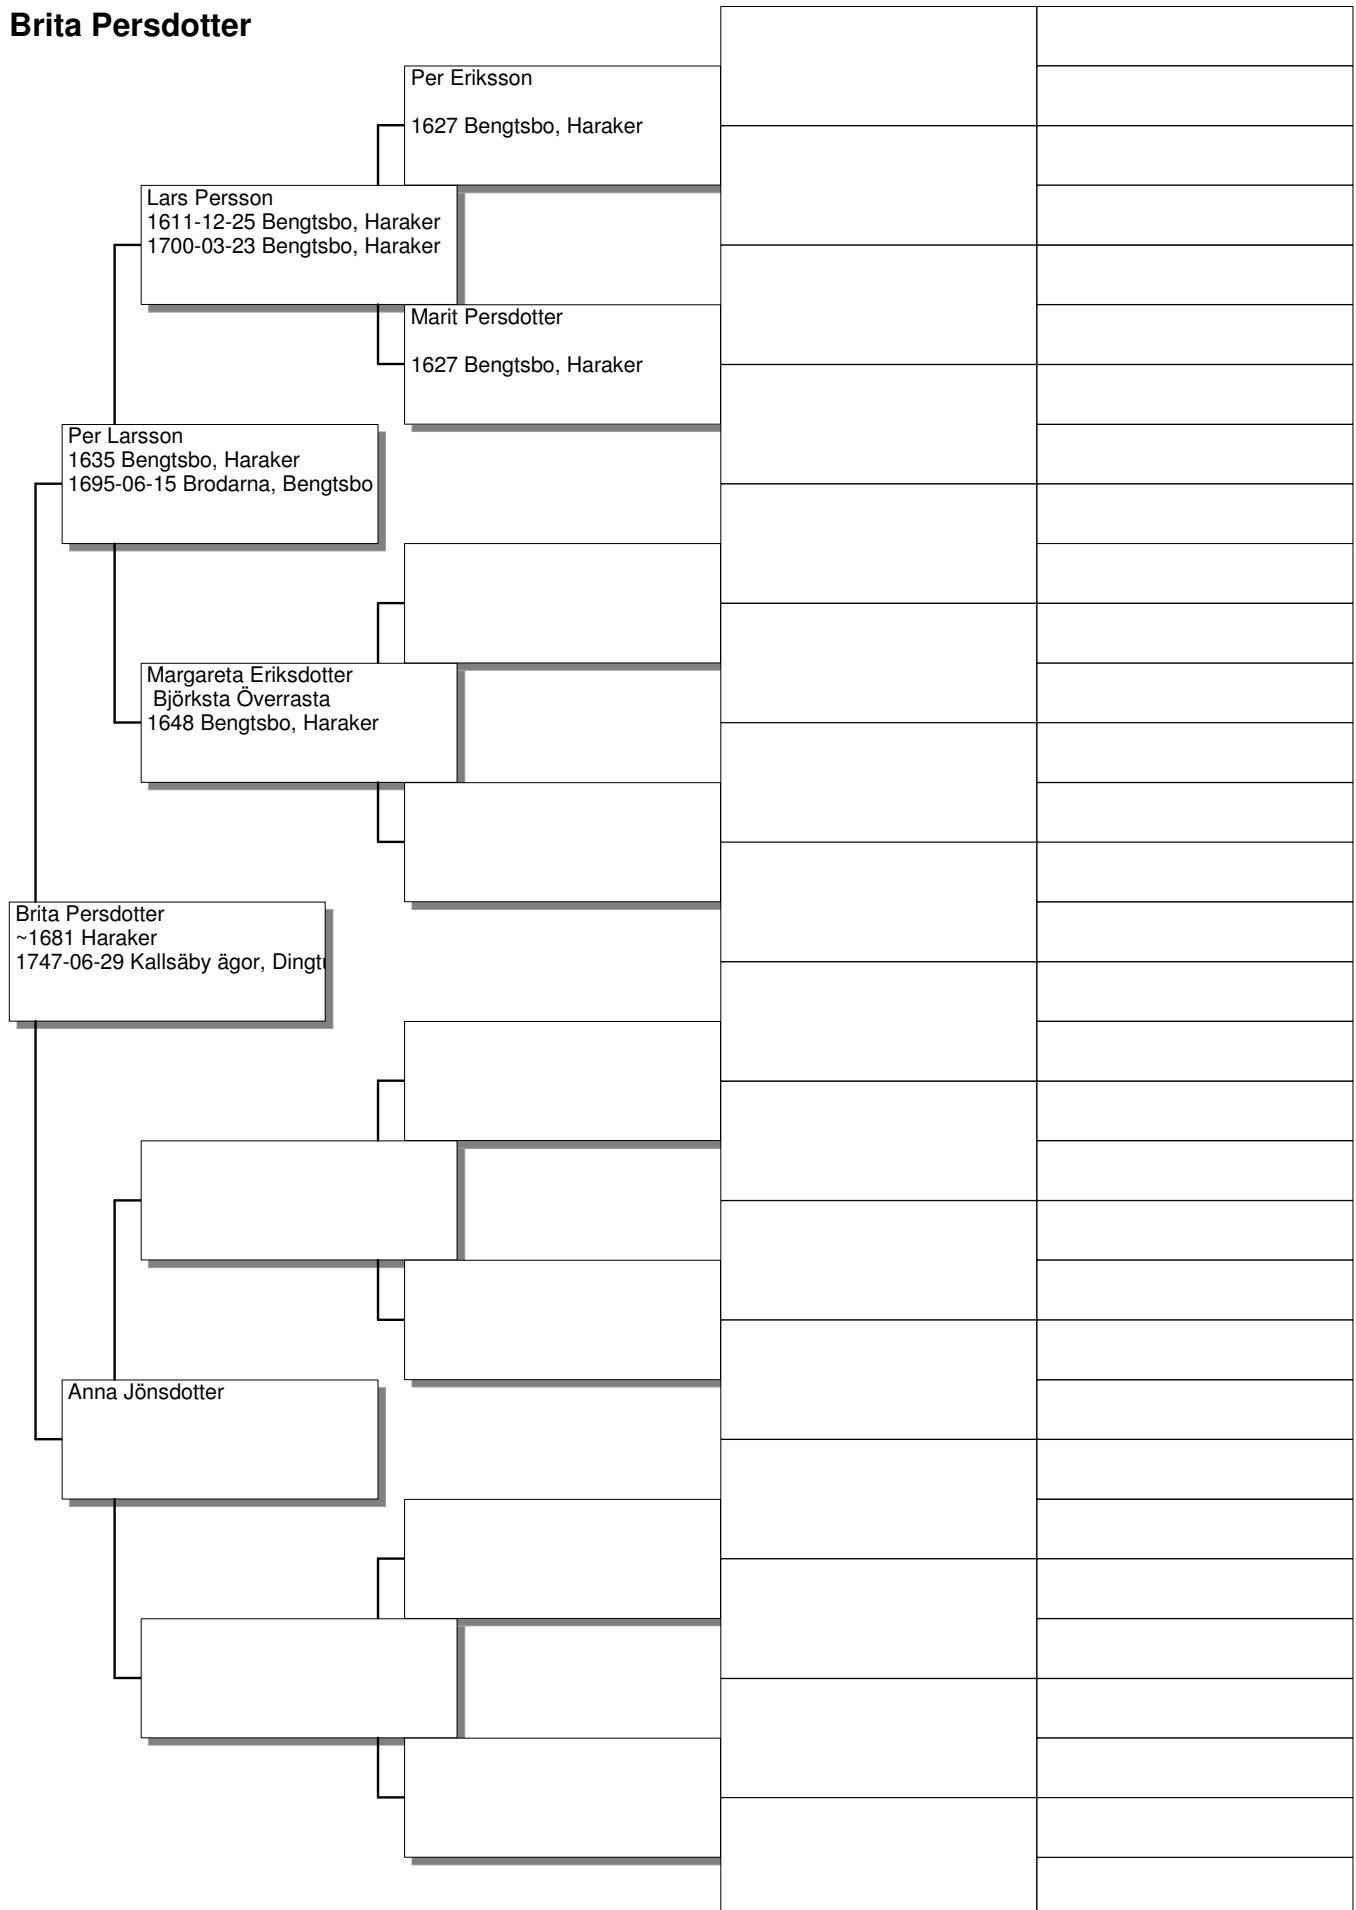 Brita Persdotter
Per Eriksson
1627 Bengtsbo, Haraker
Lars Persson
1611-12-25 Bengtsbo, Haraker
1700-03-23 Bengtsbo, Haraker
Marit Persdotter
1627 Bengtsbo, Haraker
Per Larsson
1635 Bengtsbo, Haraker
1695-06-15 Brodarna, Bengtsbo
Margareta Eriksdotter
Björksta Överrasta
1648 Bengtsbo, Haraker
Brita Persdotter
~1681 Haraker
1747-06-29 Kallsäby ägor,
Anna Jönsdotter